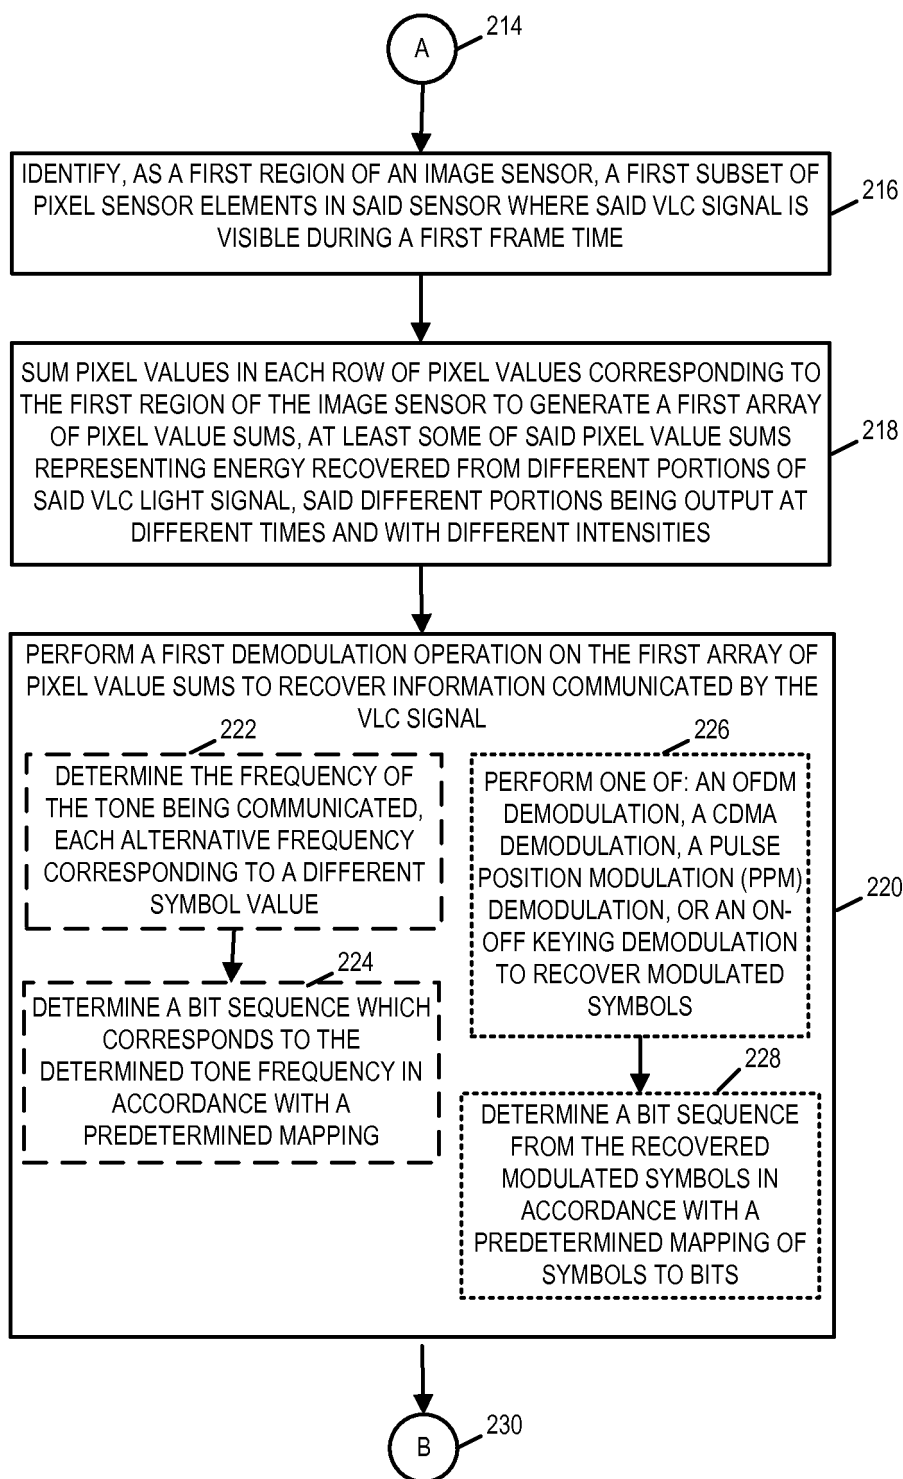 214
A
IDENTIFY, AS A FIRST REGION OF AN IMAGE SENSOR, A FIRST SUBSET OF
PIXEL SENSOR ELEMENTS IN SAID SENSOR WHERE SAID VLC SIGNAL IS
VISIBLE DURING A FIRST FRAME TIME
216
SUM PIXEL VALUES IN EACH ROW OF PIXEL VALUES CORRESPONDING TO
THE FIRST REGION OF THE IMAGE SENSOR TO GENERATE A FIRST ARRAY
OF PIXEL VALUE SUMS, AT LEAST SOME OF SAID PIXEL VALUE SUMS
REPRESENTING ENERGY RECOVERED FROM DIFFERENT PORTIONS OF
SAID VLC LIGHT SIGNAL, SAID DIFFERENT PORTIONS BEING OUTPUT AT
DIFFERENT TIMES AND WITH DIFFERENT INTENSITIES
218
PERFORM A FIRST DEMODULATION OPERATION ON THE FIRST ARRAY OF
PIXEL VALUE SUMS TO RECOVER INFORMATION COMMUNICATED BY THE
VLC SIGNAL
220
222
DETERMINE THE FREQUENCY OF
THE TONE BEING COMMUNICATED,
EACH ALTERNATIVE FREQUENCY
CORRESPONDING TO A DIFFERENT
SYMBOL VALUE
224
DETERMINE A BIT SEQUENCE WHICH
CORRESPONDS TO THE
DETERMINED TONE FREQUENCY IN
ACCORDANCE WITH A
PREDETERMINED MAPPING
226
PERFORM ONE OF: AN OFDM
DEMODULATION, A CDMA
DEMODULATION, A PULSE
POSITION MODULATION (PPM)
DEMODULATION, OR AN ON-
OFF KEYING DEMODULATION
TO RECOVER MODULATED
SYMBOLS
228
DETERMINE A BIT SEQUENCE
FROM THE RECOVERED
MODULATED SYMBOLS IN
ACCORDANCE WITH A
PREDETERMINED MAPPING OF
SYMBOLS TO BITS
230
B